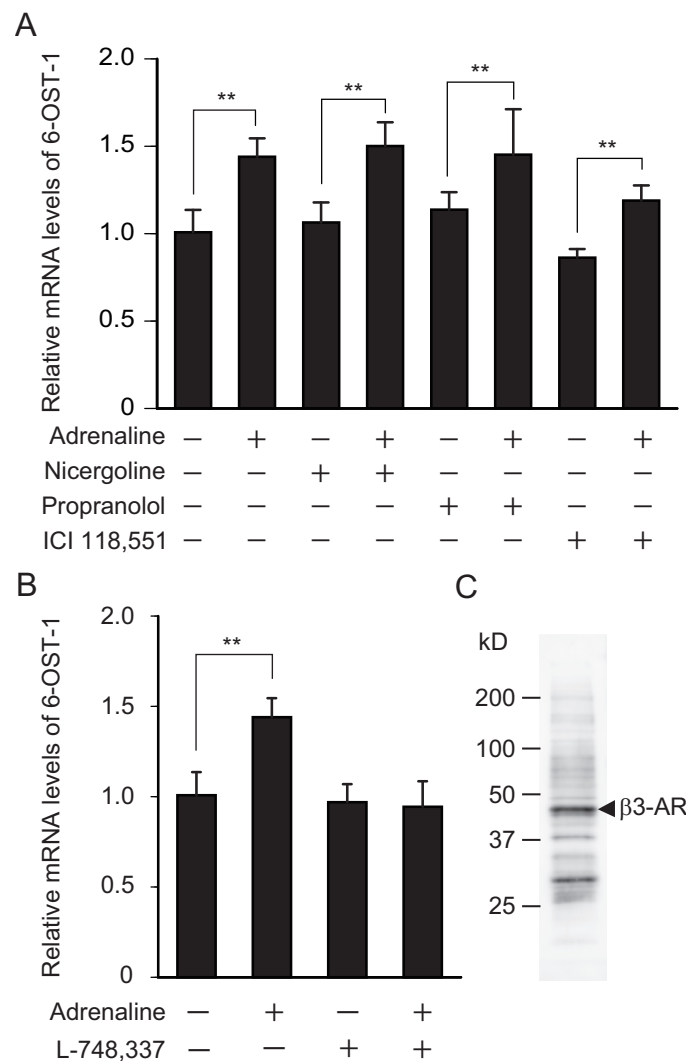 A
Relative mRNA levels of 6-OST-1
2.0
1.5
1.0
0.5
0
** ** ** **
Adrenaline − + − + − + − +
Nicergoline − − + + − − − −
Propranolol − − − − + + − −
ICI 118,551 − − − − − − + +
B
Relative mRNA levels of 6-OST-1
2.0
1.5
1.0
0.5
0
**
Adrenaline − + − +
L-748,337 − − + +
C
kD
200
100
50
β3-AR
37
25